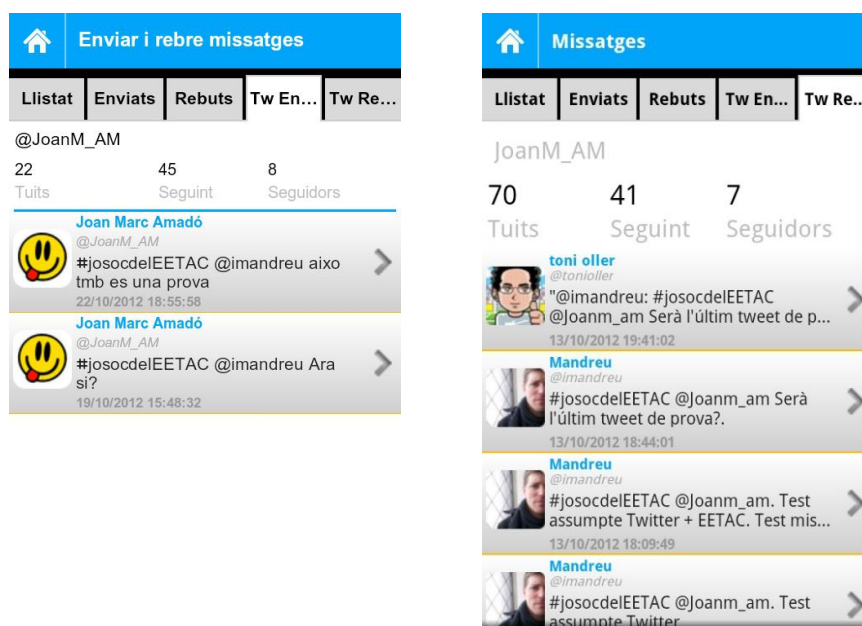 Enviar i rebre missatges
Llistat Enviats Rebuts Tw En... Tw Re...
@JoanM_AM
22 45 8
Tuits Seguint Seguidors
Joan Marc Amadó
@JoanM_AM
#josocdelEETAC @imandreu aixo
tmb es una prova
22/10/2012 18:55:58
Joan Marc Amadó
@JoanM_AM
#josocdelEETAC @imandreu Ara
si?
19/10/2012 15:48:32
Missatges
Llistat Enviats Rebuts Tw En... Tw Re..
JoanM_AM
70 41 7
Tuits Seguint Seguidors
toni oller
@tonioller
"@imandreu: #josocdelEETAC
@Joanm_am Serà l'últim tweet de p...
13/10/2012 19:41:02
Mandreu
@imandreu
#josocdelEETAC @Joanm_am Serà
l'últim tweet de prova?.
13/10/2012 18:44:01
Mandreu
@imandreu
#josocdelEETAC @Joanm_am. Test
assumpte Twitter + EETAC. Test mis...
13/10/2012 18:09:49
Mandreu
@imandreu
#josocdelEETAC @Joanm_am. Test
assumpte Twitter